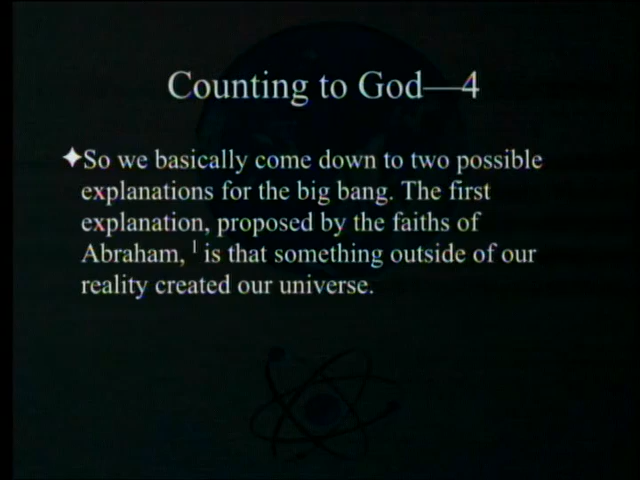 Counting to God—4
✦So we basically come down to two possible
explanations for the big bang. The first
explanation, proposed by the faiths of
Abraham, ¹ is that something outside of our
reality created our universe.